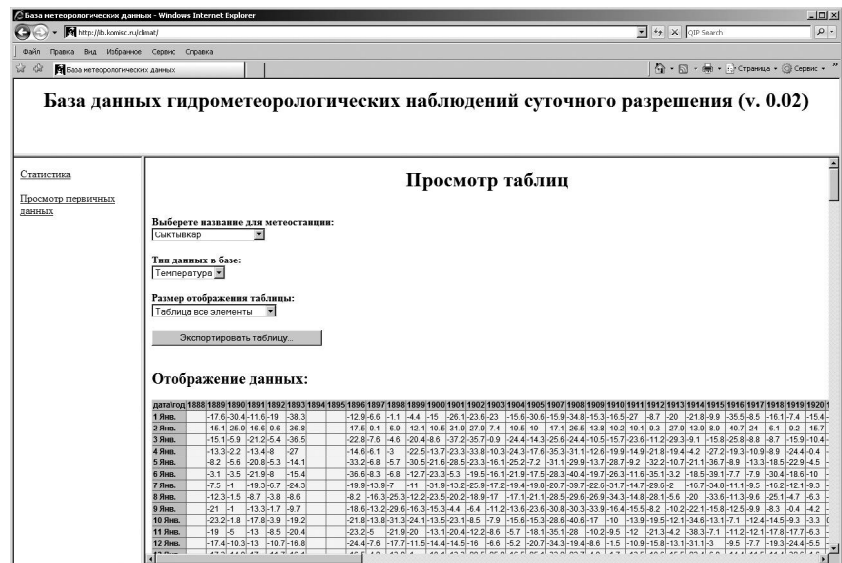 База метеорологических данных - Windows Internet Explorer
http://lib.komisc.ru/climat/
QIP Search
Файл Правка Вид Избранное Сервис Справка
База метеорологических данных
Страница Сервис
База данных гидрометеорологических наблюдений суточного разрешения (v. 0.02)
Статистика
Просмотр первичных
данных
Просмотр таблиц
Выберете название для метеостанции:
Сыктывкар
Тип данных в базе:
Температура
Размер отображения таблицы:
Таблица все элементы
Экспортировать таблицу...
Отображение данных:
дата\год 1888 1889 1890 1891 1892 1893 1894 1895 1896 1897 1898 1899 1900 1901 1902 1903 1904 1905 1907 1908 1909 1910 1911 1912 1913 1914 1915 1916 1917 1918 1919 1920
1 Янв. -17.6 -30.4 -11.6 -19 -38.3 -12.9 -6.6 -1.1 -4.4 -15 -26.1 -23.6 -23 -15.6 -30.6 -15.9 -34.8 -15.3 -16.5 -27 -8.7 -20 -21.8 -9.9 -35.5 -8.5 -16.1 -7.4 -15.4
2 Янв.
3 Янв. -15.1 -5.9 -21.2 -5.4 -36.5 -22.8 -7.6 -4.6 -20.4 -8.6 -37.2 -35.7 -0.9 -24.4 -14.3 -25.6 -24.4 -10.5 -15.7 -23.6 -11.2 -29.3 -9.1 -15.8 -25.8 -8.8 -8.7 -15.9 -10.4
4 Янв. -13.3 -2.2 -13.4 -8 -27 -14.6 -6.1 -3 -22.5 -13.7 -23.3 -33.8 -10.3 -24.3 -17.6 -35.3 -31.1 -12.6 -19.9 -14.9 -21.8 -19.4 -4.2 -27.2 -19.3 -10.9 -8.9 -24.4 -0.4
5 Янв. -8.2 -5.6 -20.8 -5.3 -14.1 -33.2 -6.8 -5.7 -30.5 -21.6 -28.5 -23.3 -16.1 -25.2 -7.2 -31.1 -29.9 -13.7 -28.7 -9.2 -32.2 -10.7 -21.1 -36.7 -8.9 -13.3 -18.5 -22.9 -4.5
6 Янв. -3.1 -3.5 -21.9 -8 -15.4 -36.6 -8.3 -6.8 -12.7 -23.3 -5.3 -19.5 -16.1 -21.9 -17.5 -28.3 -40.4 -19.7 -26.3 -11.6 -35.1 -3.2 -18.5 -39.1 -7.7 -7.9 -30.4 -18.6 -10
7 Янв.
8 Янв. -12.3 -1.5 -8.7 -3.8 -8.6 -8.2 -16.3 -25.3 -12.2 -23.5 -20.2 -18.9 -17 -17.1 -21.1 -28.5 -29.6 -26.9 -34.3 -14.8 -28.1 -5.6 -20 -33.6 -11.3 -9.6 -25.1 -4.7 -6.3
9 Янв. -21 -1 -13.3 -1.7 -9.7 -18.6 -13.2 -29.6 -16.3 -15.3 -4.4 -6.4 -11.2 -13.6 -23.6 -30.8 -30.3 -33.9 -16.4 -15.5 -8.2 -10.2 -22.1 -15.8 -12.5 -9.9 -8.3 -0.4 -4.2
10 Янв. -23.2 -1.8 -17.8 -3.9 -19.2 -21.8 -13.8 -31.3 -24.1 -13.5 -23.1 -8.5 -7.9 -15.6 -15.3 -28.6 -40.6 -17 -10 -13.9 -19.5 -12.1 -34.6 -13.1 -7.1 -12.4 -14.5 -9.3 -3.3
11 Янв. -19 -5 -13 -8.5 -20.4 -23.2 -5 -21.9 -20 -13.1 -20.4 -12.2 -8.6 -5.7 -18.1 -35.1 -28 -10.2 -9.5 -12 -21.3 -4.2 -38.3 -7.1 -11.2 -12.1 -17.8 -17.7 -6.3
12 Янв. -17.4 -10.3 -13 -10.7 -16.8 -24.4 -7.6 -17.7 -11.5 -14.4 -14.5 -16 -6.6 -5.2 -20.7 -34.3 -19.4 -8.6 -1.5 -10.9 -15.8 -13.1 -31.1 -3 -9.5 -7.7 -19.3 -24.4 -5.5